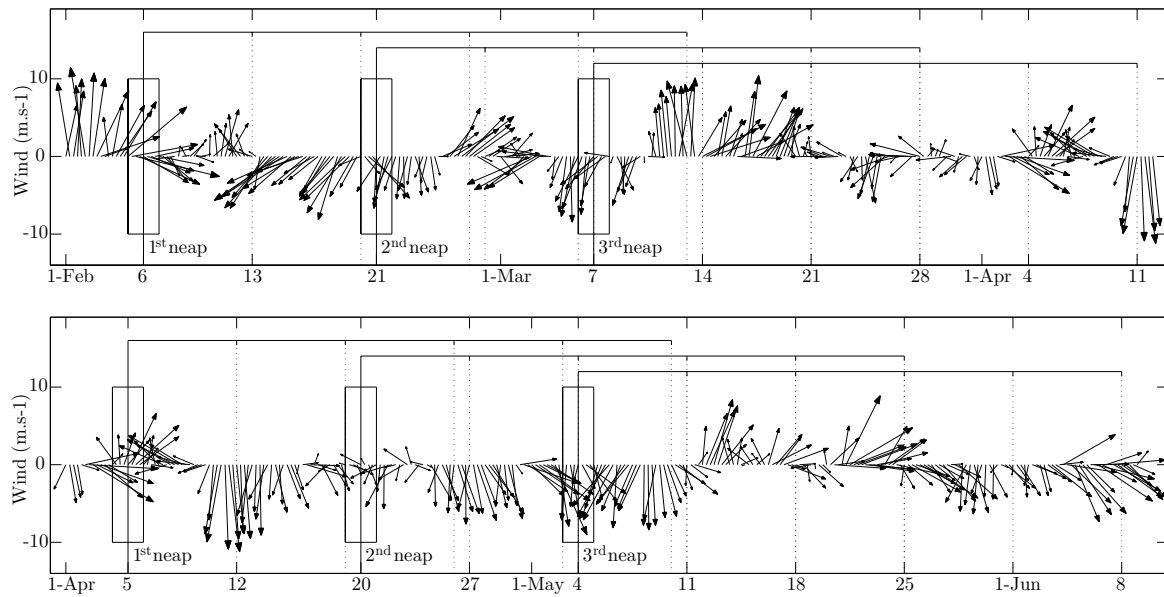 Wind (m.s-1)
10
0
-10
1st neap
2nd neap
3rd neap
1-Feb 6 13 21 1-Mar 7 14 21 28 1-Apr 4 11
Wind (m.s-1)
10
0
-10
1st neap
2nd neap
3rd neap
1-Apr 5 12 20 27 1-May 4 11 18 25 1-Jun 8